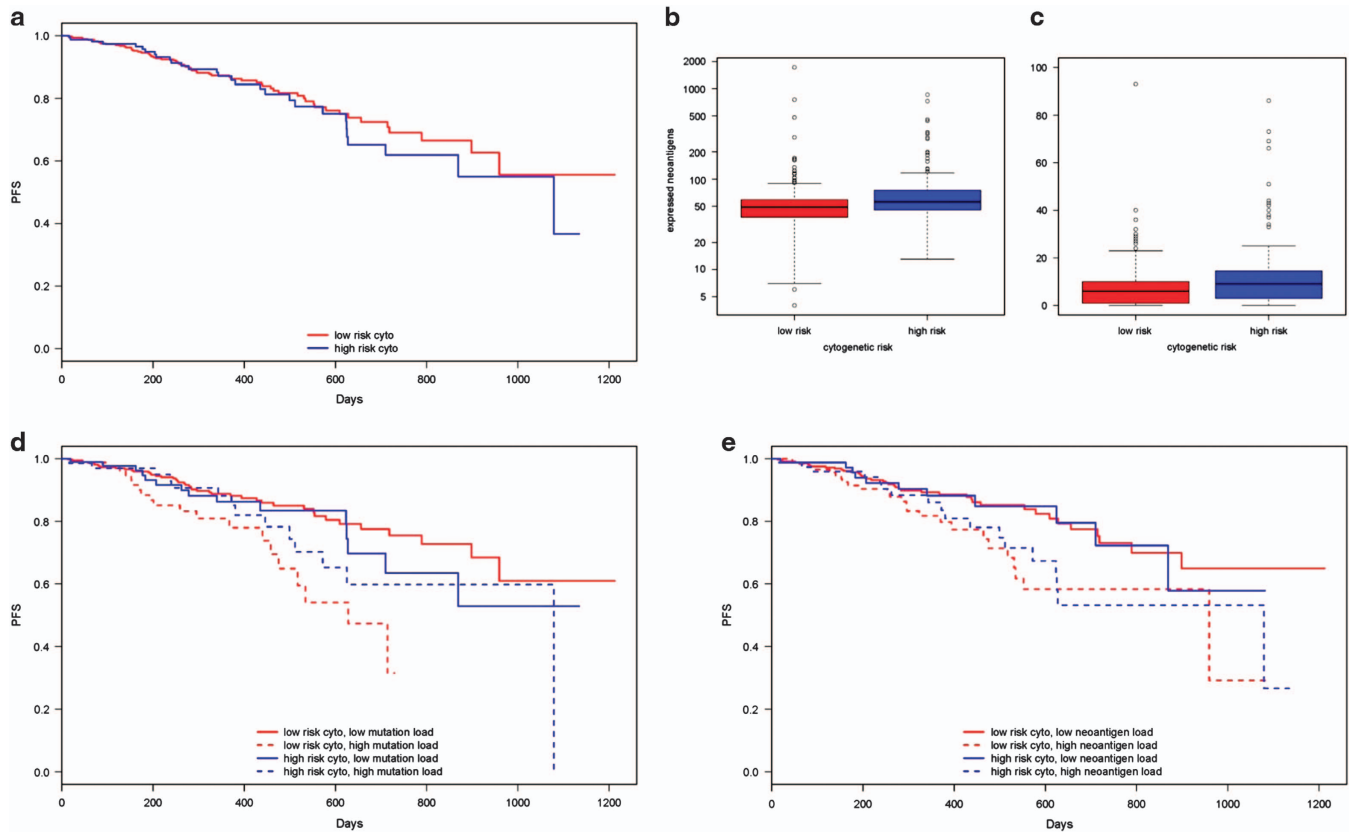 a
1.0
0.8
0.6
0.4
0.2
0.0
PFS
low risk cyto
high risk cyto
0 200 400 600 800 1000 1200
Days
b
2000
1000
500
200
100
50
20
10
5
expressed neoantigens
low risk high risk
cytogenetic risk
c
100
80
60
40
20
0
low risk high risk
cytogenetic risk
d
1.0
0.8
0.6
0.4
0.2
0.0
PFS
low risk cyto, low mutation load
low risk cyto, high mutation load
high risk cyto, low mutation load
high risk cyto, high mutation load
0 200 400 600 800 1000 1200
Days
e
1.0
0.8
0.6
0.4
0.2
0.0
PFS
low risk cyto, low neoantigen load
low risk cyto, high neoantigen load
high risk cyto, low neoantigen load
high risk cyto, high neoantigen load
0 200 400 600 800 1000 1200
Days